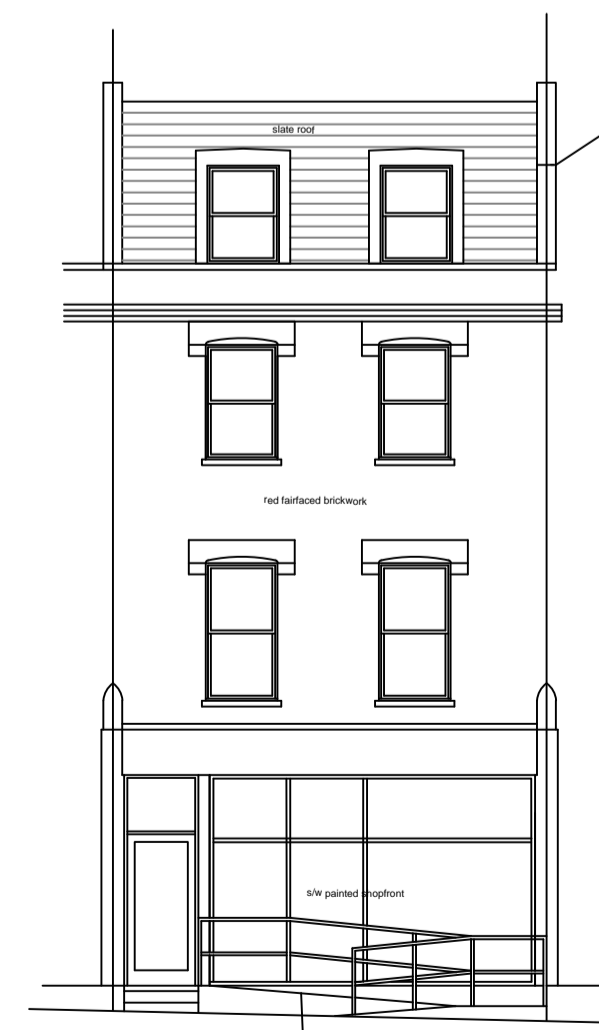 slate roof
red fairfaced brickwork
s/w painted shopfront